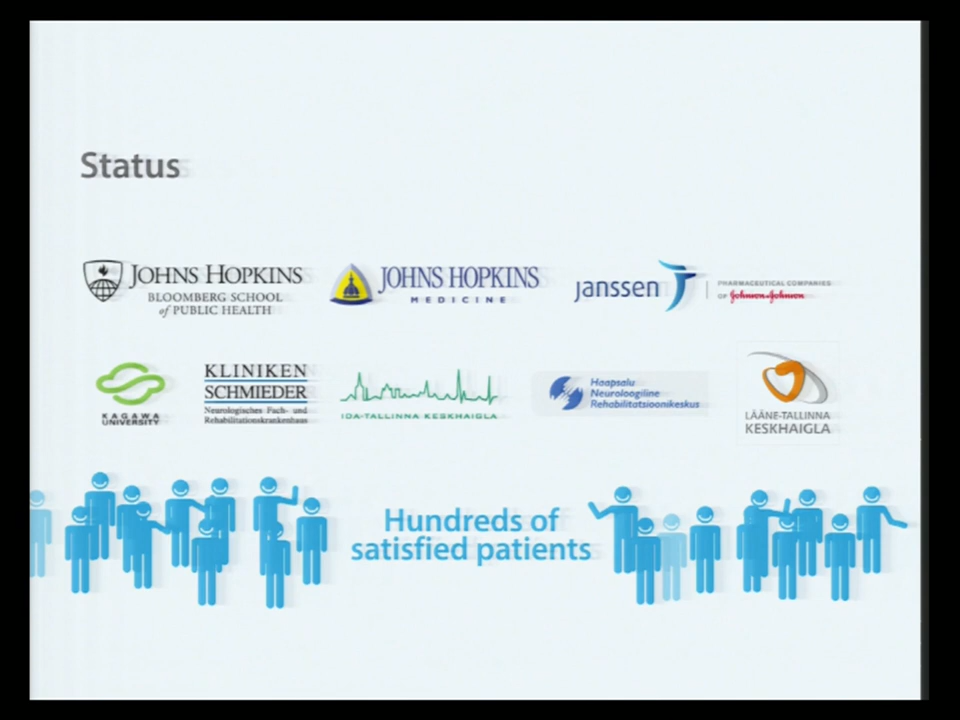 Status
JOHNS HOPKINS
BLOOMBERG SCHOOL
of PUBLIC HEALTH
JOHNS HOPKINS
MEDICINE
janssen
PHARMACEUTICAL COMPANIES
OF Johnson & Johnson
KAGAWA
UNIVERSITY
KLINIKEN
SCHMIEDER
Neurologisches Fach- und
Rehabilitationskrankenhaus
IDA-TALLINNA KESKHAIGLA
Haapsalu
Neuroloogiline
Rehabilitatsioonikeskus
LÄÄNE-TALLINNA
KESKHAIGLA
Hundreds of
satisfied patients